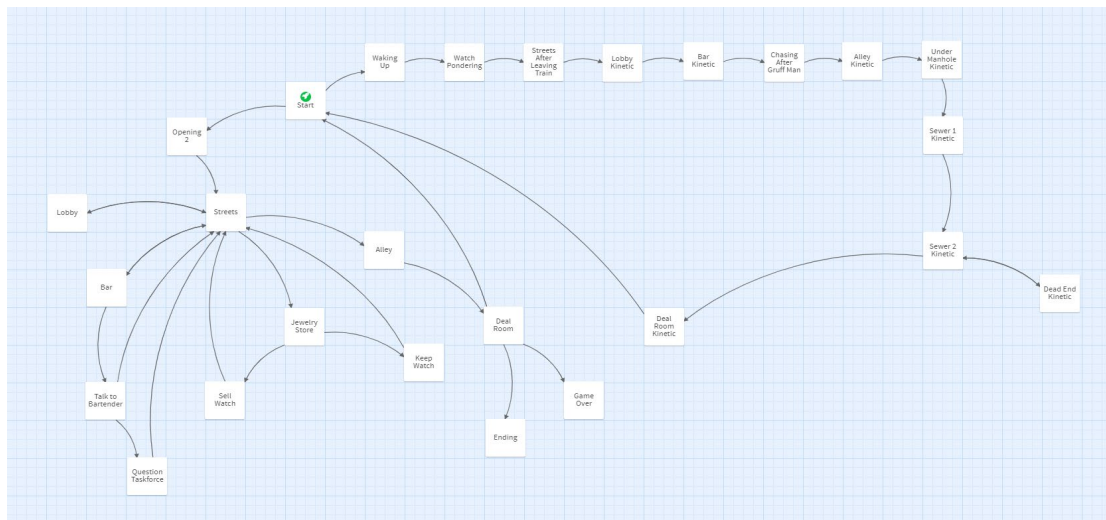 Waking
Up
Watch
Pondering
Streets
After
Leaving
Train
Lobby
Kinetic
Bar
Kinetic
Chasing
After
Gruff Man
Alley
Kinetic
Under
Manhole
Kinetic
Start
Opening
2
Sewer 1
Kinetic
Lobby
Streets
Alley
Sewer 2
Kinetic
Bar
Dead End
Kinetic
Jewelry
Store
Deal
Room
Deal
Room
Kinetic
Keep
Watch
Talk to
Bartender
Sell
Watch
Game
Over
Ending
Question
Taskforce